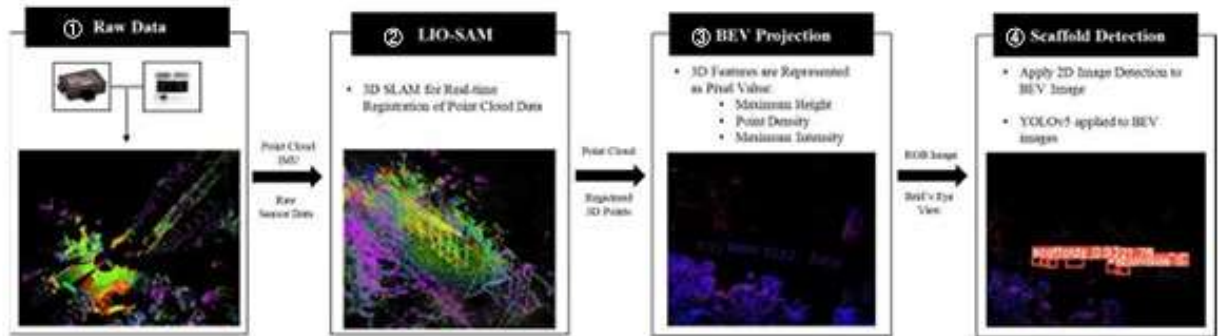 ① Raw Data
Point Cloud
IMU
Raw
Sensor Data
② LIO-SAM
• 3D SLAM for Real-time
Registration of Point Cloud Data
Point Cloud
Registered
3D Points
③ BEV Projection
• 3D Features are Represented
as Pixel Value:
• Maximum Height
• Point Density
• Maximum Intensity
RGB Image
Bird's Eye
View
④ Scaffold Detection
• Apply 2D Image Detection to
BEV Image
• YOLOv5 applied to BEV
images
scaffolds